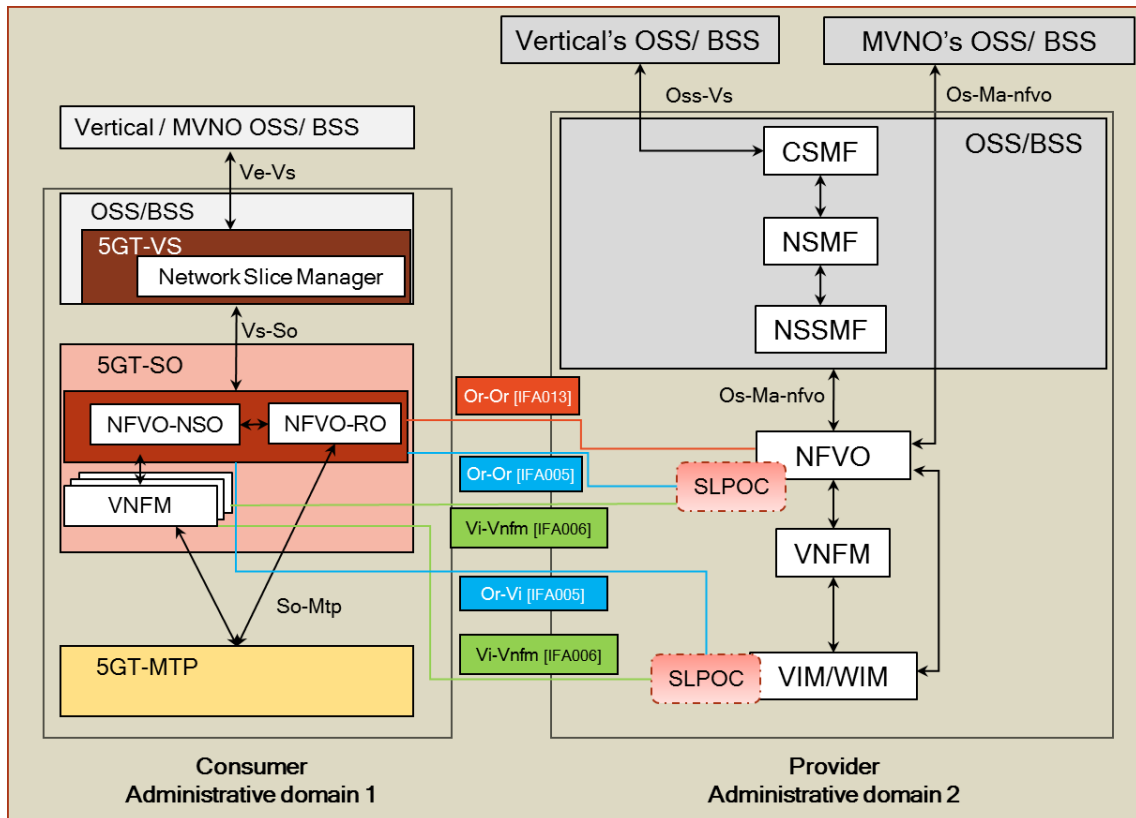 Vertical's OSS/ BSS
MVNO's OSS/ BSS
Oss-Vs
Os-Ma-nfvo
Vertical / MVNO OSS/ BSS
Ve-Vs
OSS/BSS
5GT-VS
Network Slice Manager
Vs-So
5GT-SO
NFVO-NSO
NFVO-RO
VNFM
So-Mtp
5GT-MTP
Or-Or [IFA013]
Or-Or [IFA005]
Vi-Vnfm [IFA006]
Or-Vi [IFA005]
Vi-Vnfm [IFA006]
OSS/BSS
CSMF
NSMF
NSSMF
Os-Ma-nfvo
NFVO
SLPOC
VNFM
SLPOC
VIM/WIM
Consumer
Administrative domain 1
Provider
Administrative domain 2